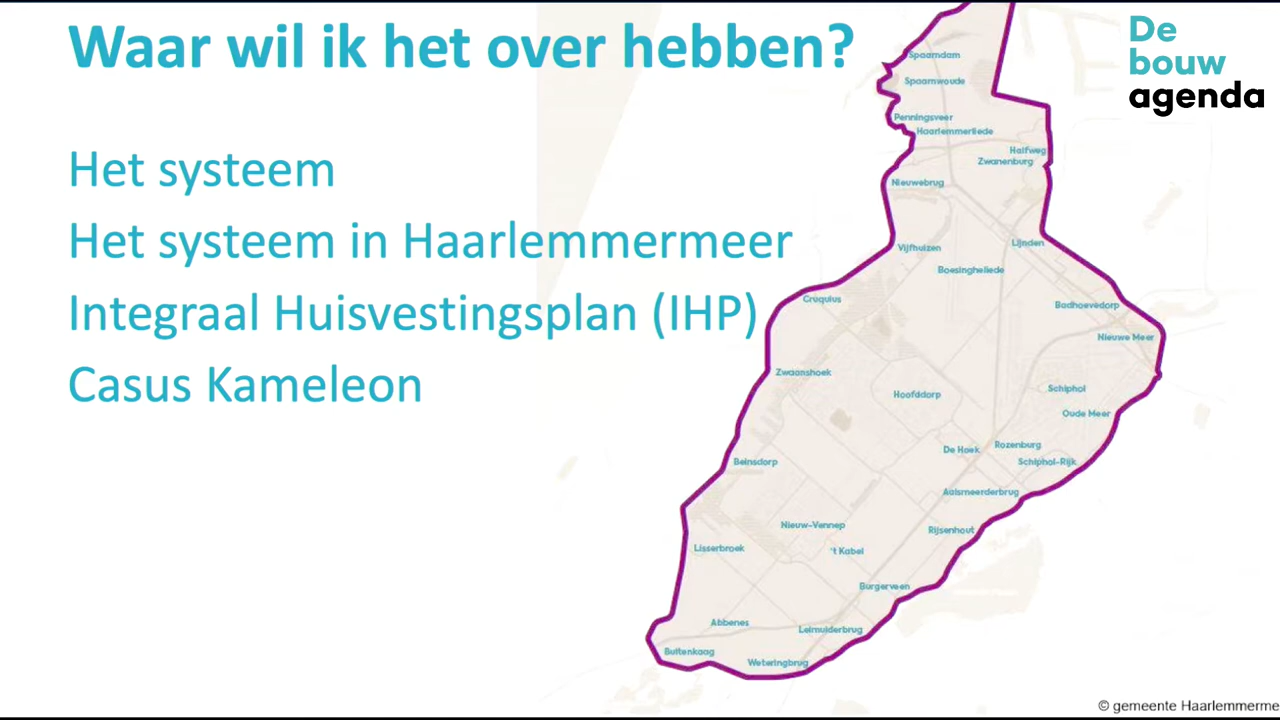 Waar wil ik het over hebben?
De
bouw
agenda
Het systeem
Het systeem in Haarlemmermeer
Integraal Huisvestingsplan (IHP)
Casus Kameleon
Spaarndam
Spaarnwoude
Penningsveer
Haarlemmerliede
Halfweg
Zwanenburg
Nieuwebrug
Vijfhuizen
Lijnden
Boesingheliede
Cruquius
Badhoevedorp
Nieuwe Meer
Zwaanshoek
Hoofddorp
Schiphol
Oude Meer
De Hoek
Rozenburg
Schiphol-Rijk
Beinsdorp
Aalsmeerderbrug
Nieuw-Vennep
Rijsenhout
Lisserbroek
't Kabel
Burgerveen
Abbenes
Leimuiderbrug
Buitenkaag
Weteringbrug
© gemeente Haarlemmerme